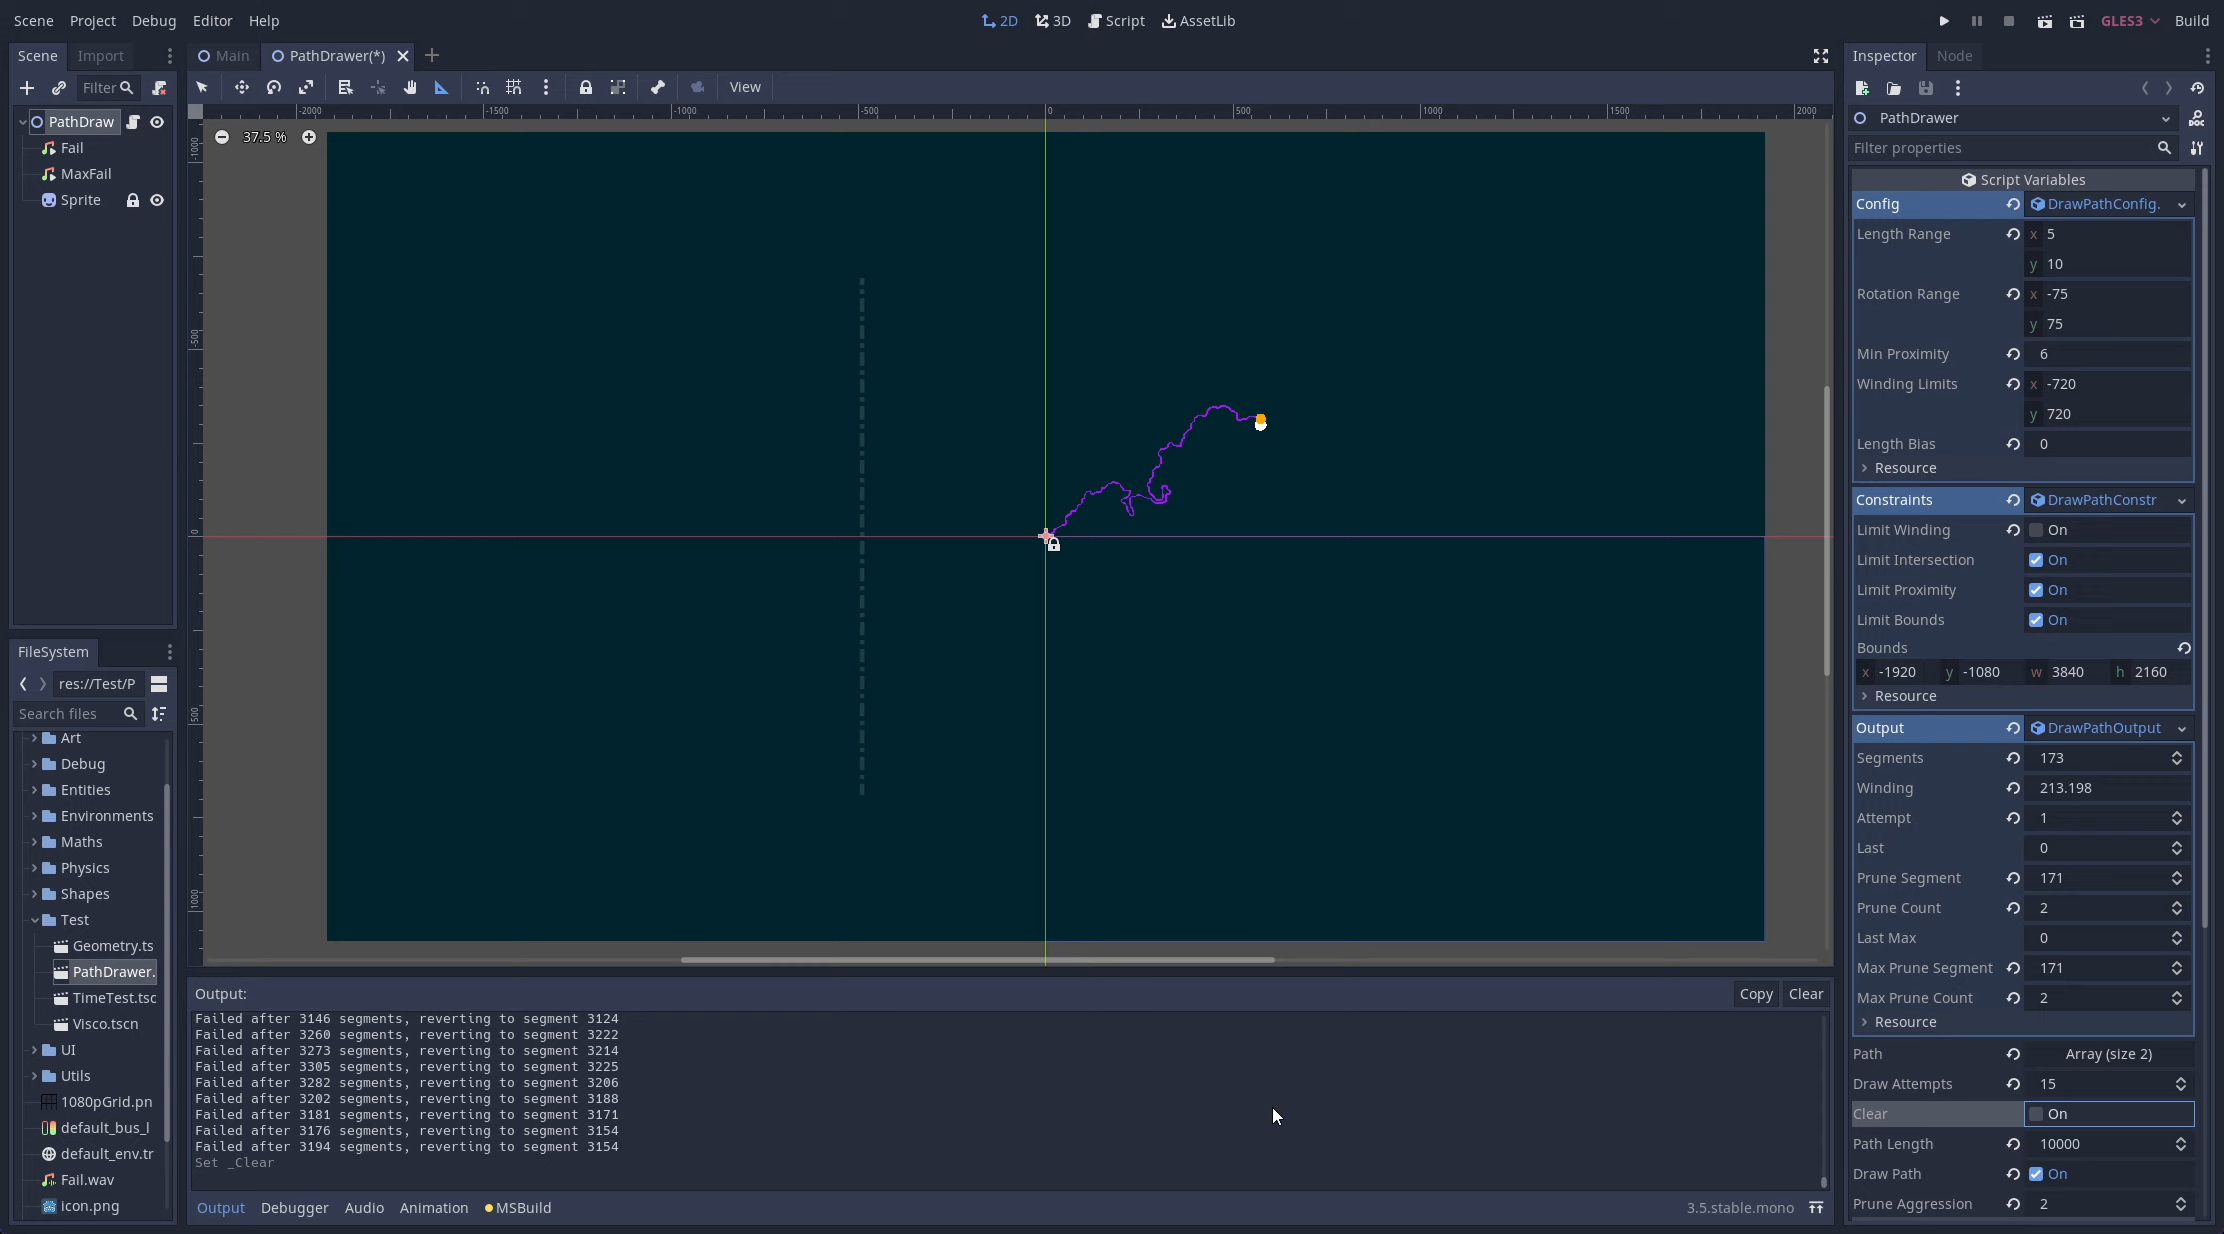 Scene Project Debug Editor Help
2D 3D Script AssetLib
GLES3 Build
Scene Import
Filter
PathDraw
Fail
MaxFail
Sprite
FileSystem
res://Test/P
Search files
Art
Debug
Entities
Environments
Maths
Physics
Shapes
Test
Geometry.ts
PathDrawer.
TimeTest.tsc
Visco.tscn
UI
Utils
1080pGrid.pn
default_bus_l
default_env.tr
Fail.wav
icon.png
Main PathDrawer(*)
View
-2000 -1500 -1000 -500 0 500 1000 1500 2000
-1000
-500
0
500
1000
37.5 %
Output:
Copy Clear
Failed after 3146 segments, reverting to segment 3124
Failed after 3260 segments, reverting to segment 3222
Failed after 3273 segments, reverting to segment 3214
Failed after 3305 segments, reverting to segment 3225
Failed after 3282 segments, reverting to segment 3206
Failed after 3202 segments, reverting to segment 3188
Failed after 3181 segments, reverting to segment 3171
Failed after 3176 segments, reverting to segment 3154
Failed after 3194 segments, reverting to segment 3154
Set _Clear
Output Debugger Audio Animation MSBuild
3.5.stable.mono
Inspector Node
PathDrawer
DOC
Filter properties
Script Variables
Config DrawPathConfig.
Length Range x 5
y 10
Rotation Range x -75
y 75
Min Proximity 6
Winding Limits x -720
y 720
Length Bias 0
Resource
Constraints DrawPathConstr
Limit Winding On
Limit Intersection On
Limit Proximity On
Limit Bounds On
Bounds
x -1920 y -1080 w 3840 h 2160
Resource
Output DrawPathOutput
Segments 173
Winding 213.198
Attempt 1
Last 0
Prune Segment 171
Prune Count 2
Last Max 0
Max Prune Segment 171
Max Prune Count 2
Resource
Path Array (size 2)
Draw Attempts 15
Clear On
Path Length 10000
Draw Path On
Prune Aggression 2